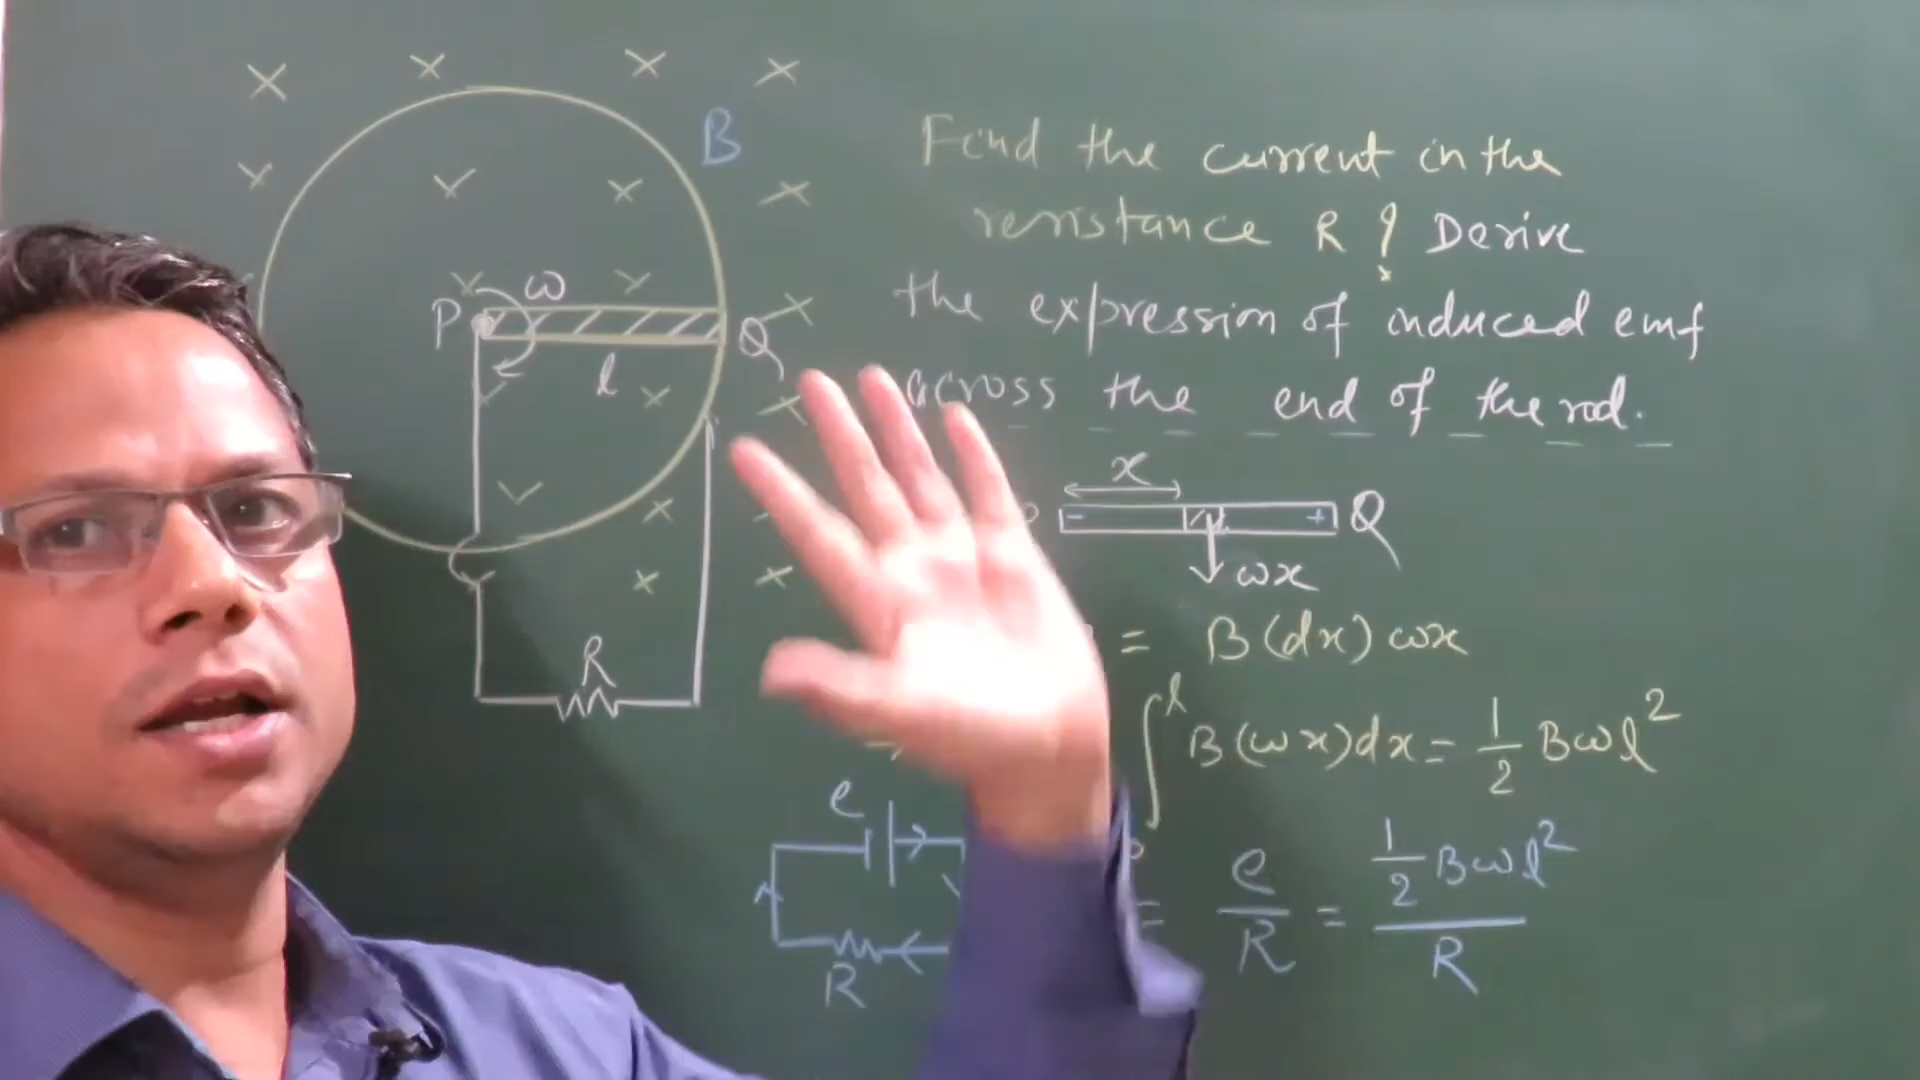 B
ω
P
Q
l
R
Find the current in the
resistance R ? Derive
the expression of induced emf
across the end of the rod.
x
- + Q
ωx
= B(dx)ωx
∫ l B(ωx)dx = 1/2 Bωl²
e
R
= e/R = 1/2 Bωl² / R